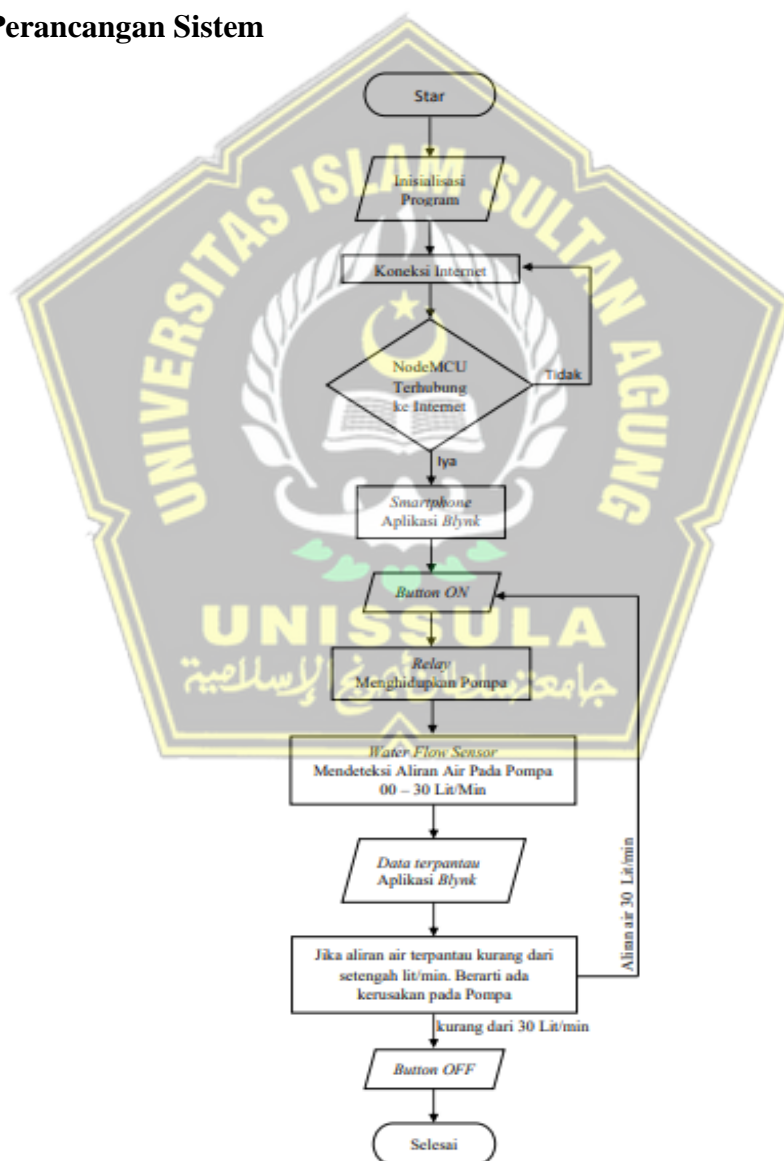 Perancangan Sistem
Star
Inisialisasi
Program
Koneksi Internet
NodeMCU
Terhubung
ke Internet
Tidak
Iya
Smartphone
Aplikasi Blynk
Button ON
Relay
Menghidupkan Pompa
Water Flow Sensor
Mendeteksi Aliran Air Pada Pompa
00 – 30 Lit/Min
Data terpantau
Aplikasi Blynk
Aliran air 30 Lit/min
Jika aliran air terpantau kurang dari
setengah lit/min. Berarti ada
kerusakan pada Pompa
kurang dari 30 Lit/min
Button OFF
Selesai
UNIVERSITAS ISLAM SULTAN AGUNG
UNISSULA
جامعة سلطان أجونج الإسلامية